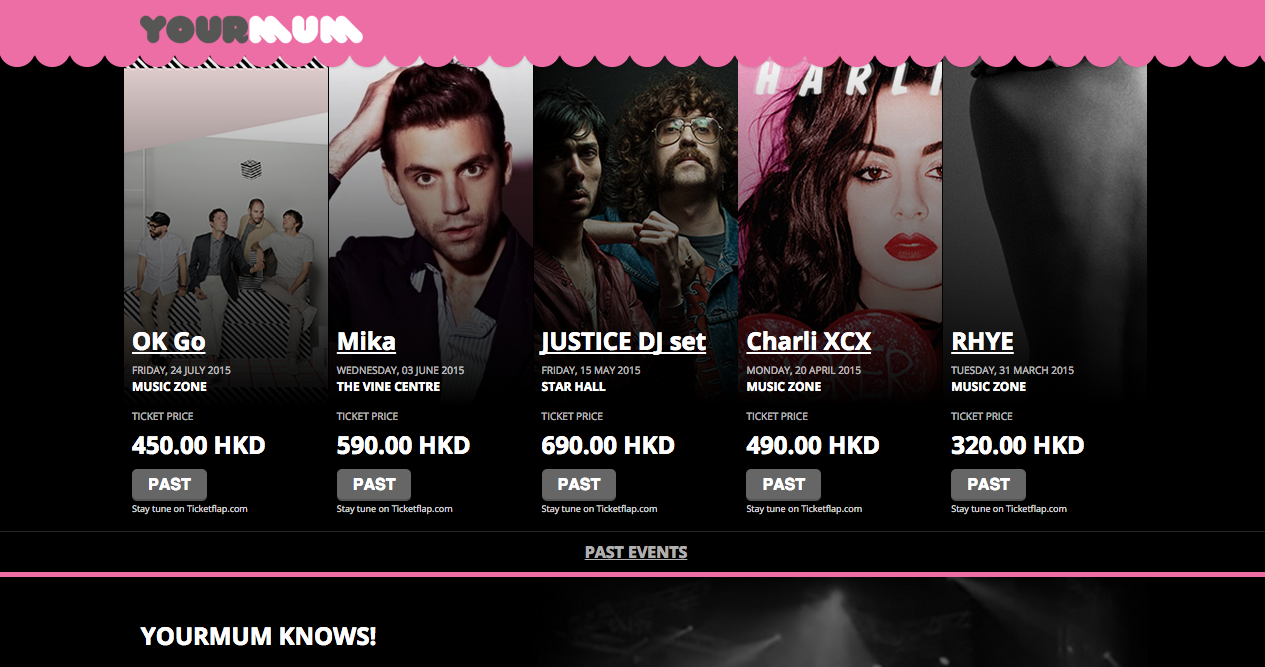 YOURMUM
HARLI
OK Go
FRIDAY, 24 JULY 2015
MUSIC ZONE
TICKET PRICE
450.00 HKD
PAST
Stay tune on Ticketflap.com
Mika
WEDNESDAY, 03 JUNE 2015
THE VINE CENTRE
TICKET PRICE
590.00 HKD
PAST
Stay tune on Ticketflap.com
JUSTICE DJ set
FRIDAY, 15 MAY 2015
STAR HALL
TICKET PRICE
690.00 HKD
PAST
Stay tune on Ticketflap.com
Charli XCX
MONDAY, 20 APRIL 2015
MUSIC ZONE
TICKET PRICE
490.00 HKD
PAST
Stay tune on Ticketflap.com
RHYE
TUESDAY, 31 MARCH 2015
MUSIC ZONE
TICKET PRICE
320.00 HKD
PAST
Stay tune on Ticketflap.com
PAST EVENTS
YOURMUM KNOWS!